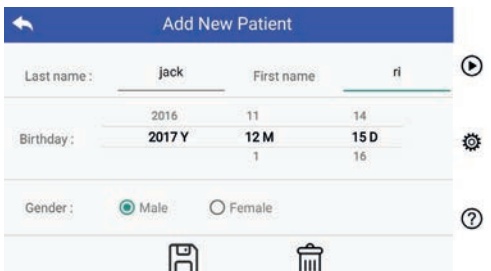 Add New Patient
Last name : jack First name ri
2016 11 14
Birthday : 2017 Y 12 M 15 D
1 16
Gender : Male Female